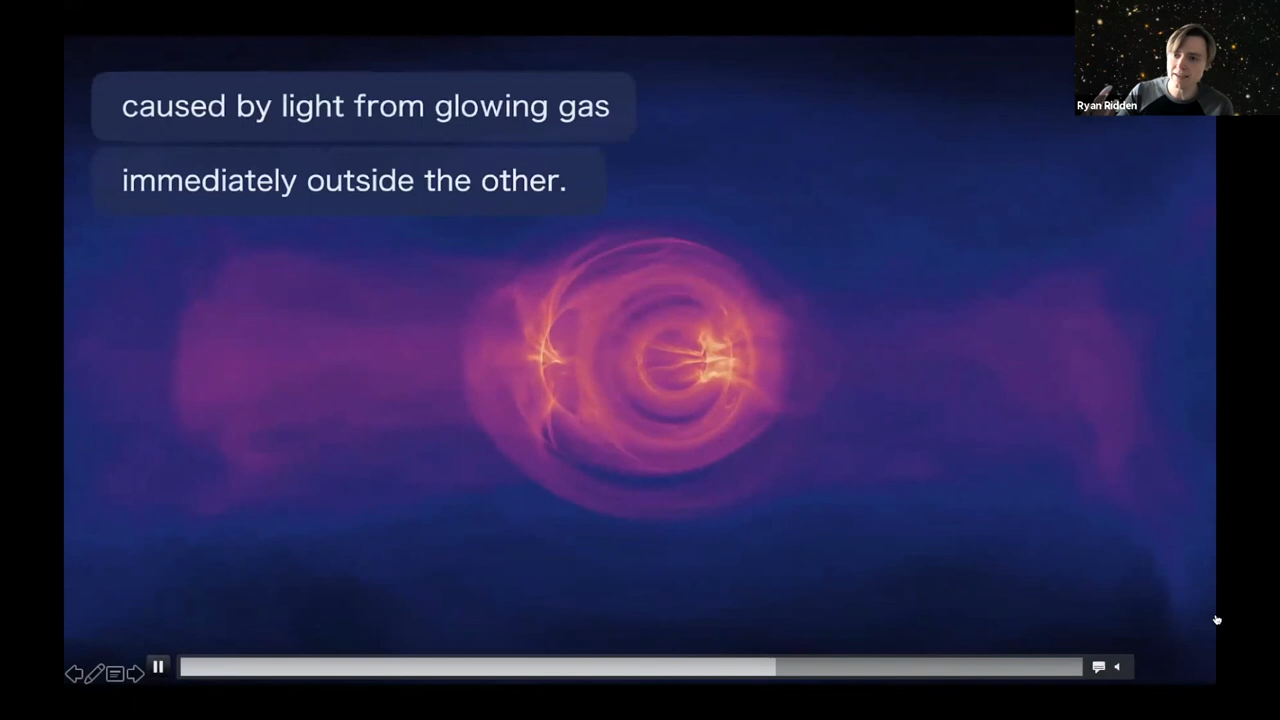 caused by light from glowing gas
immediately outside the other.
Ryan Ridden